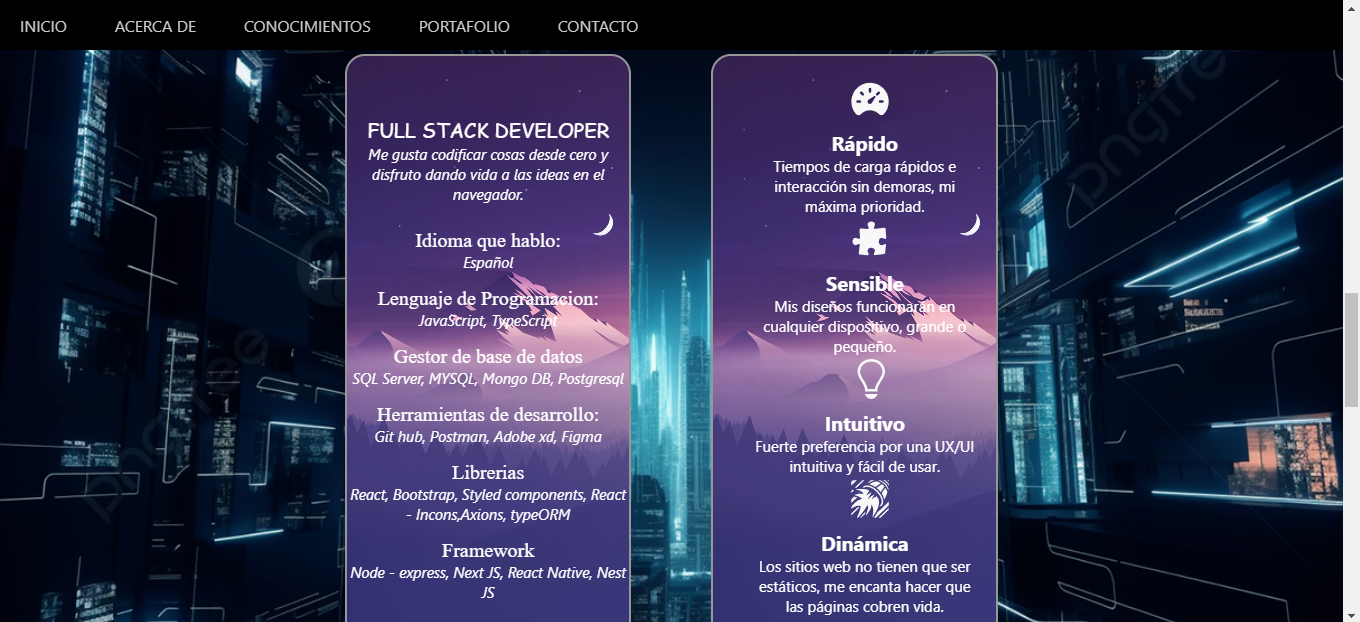 INICIO ACERCA DE CONOCIMIENTOS PORTAFOLIO CONTACTO
FULL STACK DEVELOPER
Me gusta codificar cosas desde cero y
disfruto dando vida a las ideas en el
navegador.
Idioma que hablo:
Español
Lenguaje de Programacion:
JavaScript, TypeScript
Gestor de base de datos
SQL Server, MYSQL, Mongo DB, Postgresql
Herramientas de desarrollo:
Git hub, Postman, Adobe xd, Figma
Librerias
React, Bootstrap, Styled components, React
- Incons,Axions, typeORM
Framework
Node - express, Next JS, React Native, Nest
JS
Rápido
Tiempos de carga rápidos e
interacción sin demoras, mi
máxima prioridad.
Sensible
Mis diseños funcionarán en
cualquier dispositivo, grande o
pequeño.
Intuitivo
Fuerte preferencia por una UX/UI
intuitiva y fácil de usar.
Dinámica
Los sitios web no tienen que ser
estáticos, me encanta hacer que
las páginas cobren vida.
pngtree
pngtree